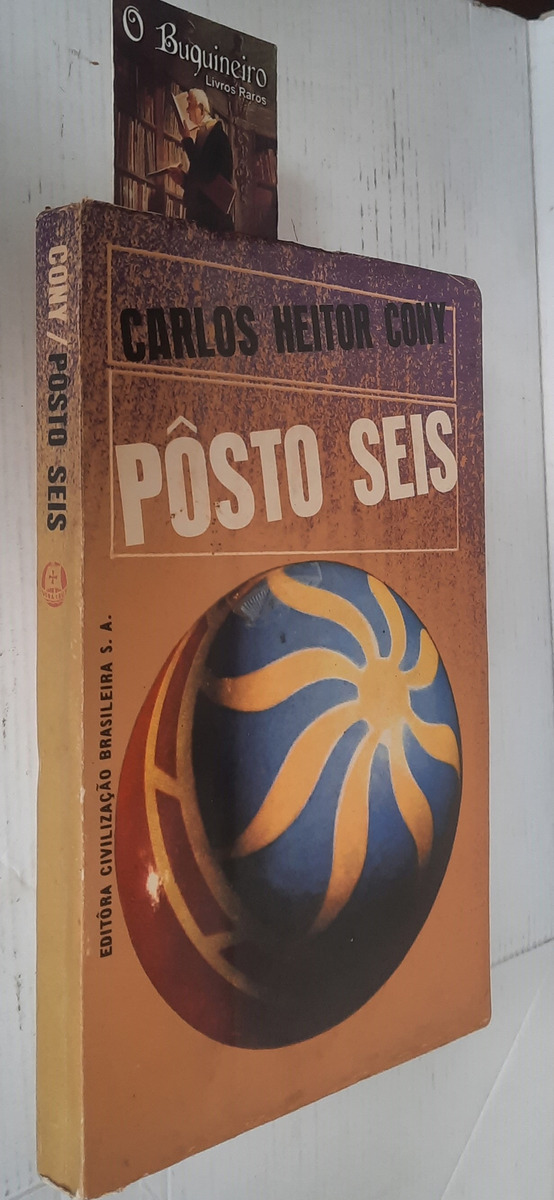 O Buquineiro
Livros Raros
CONY / PÔSTO SEIS
CARLOS HEITOR CONY
PÔSTO SEIS
EDITÔRA CIVILIZAÇÃO BRASILEIRA S. A.